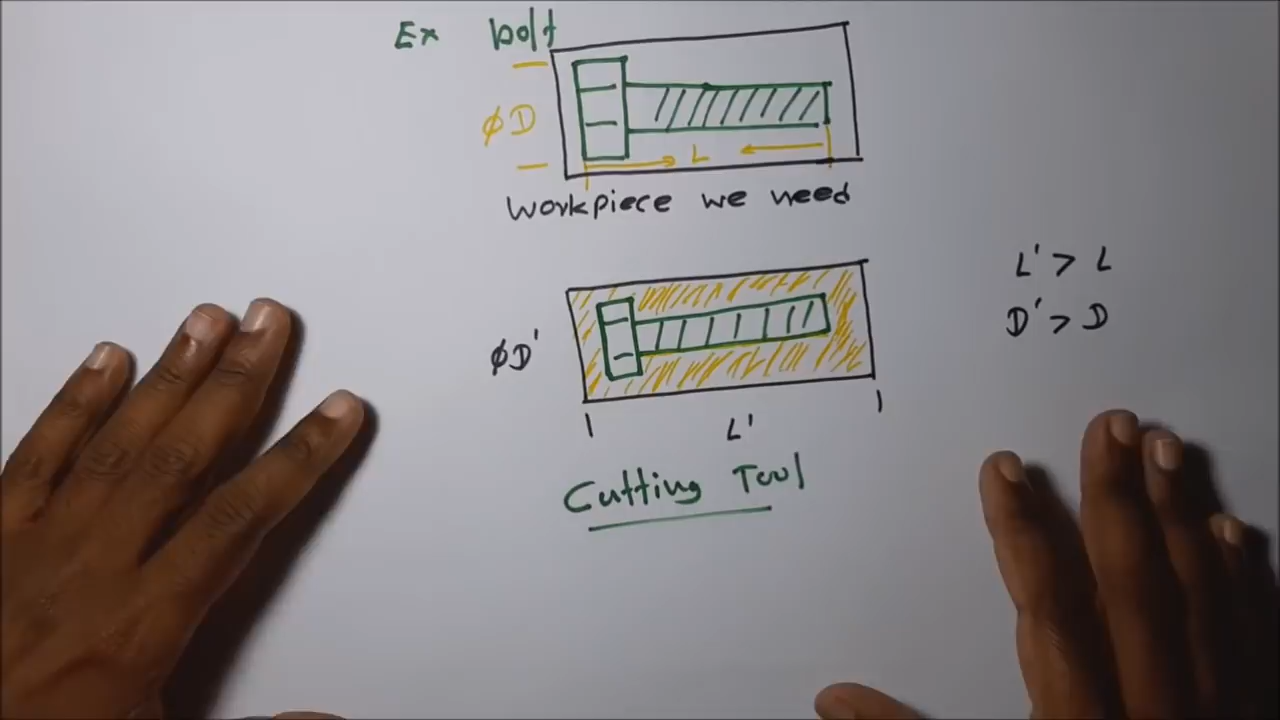 Ex bolt
ϕD
L
Workpiece we need
L' > L
D' > D
ϕD'
L'
Cutting Tool